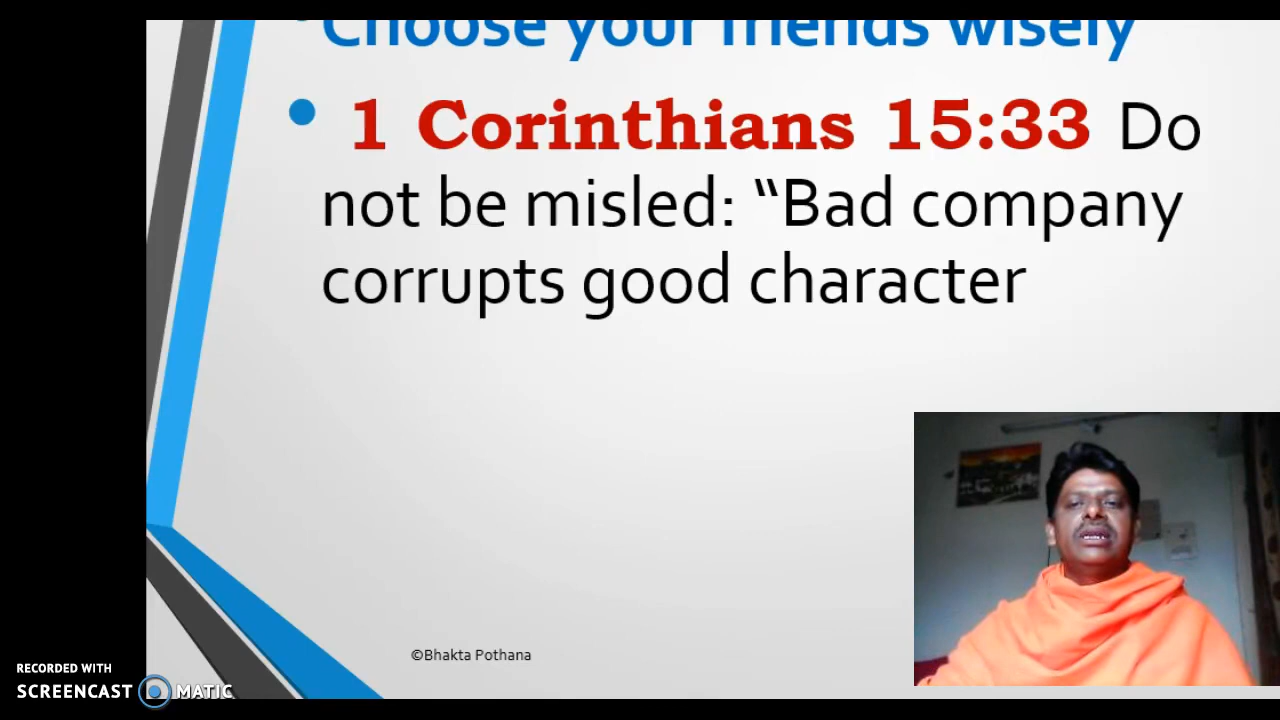 Choose your friends wisely
1 Corinthians 15:33 Do
not be misled: “Bad company
corrupts good character
©Bhakta Pothana
RECORDED WITH
SCREENCAST MATIC